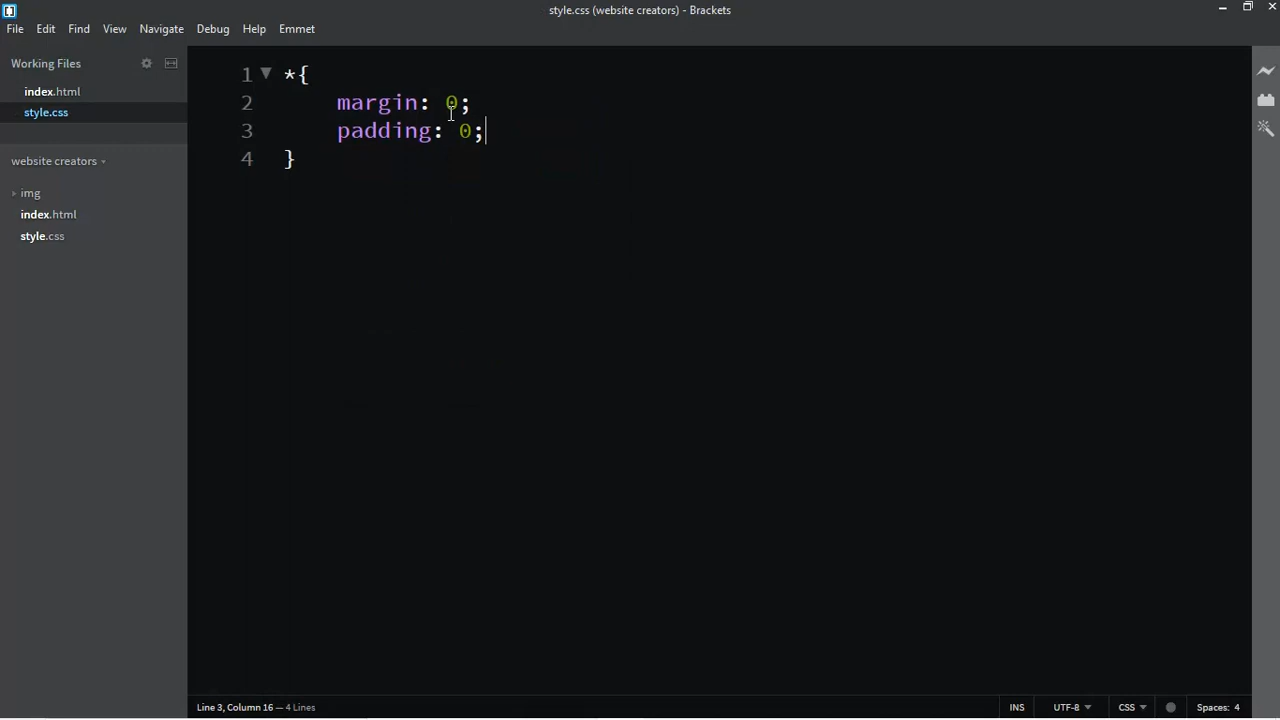 style.css (website creators) - Brackets
File Edit Find View Navigate Debug Help Emmet
Working Files
index.html
style.css
website creators
img
index.html
style.css
1 *{
2 margin: 0;
3 padding: 0;
4 }
Line 3, Column 16 — 4 Lines
INS UTF-8 CSS Spaces: 4